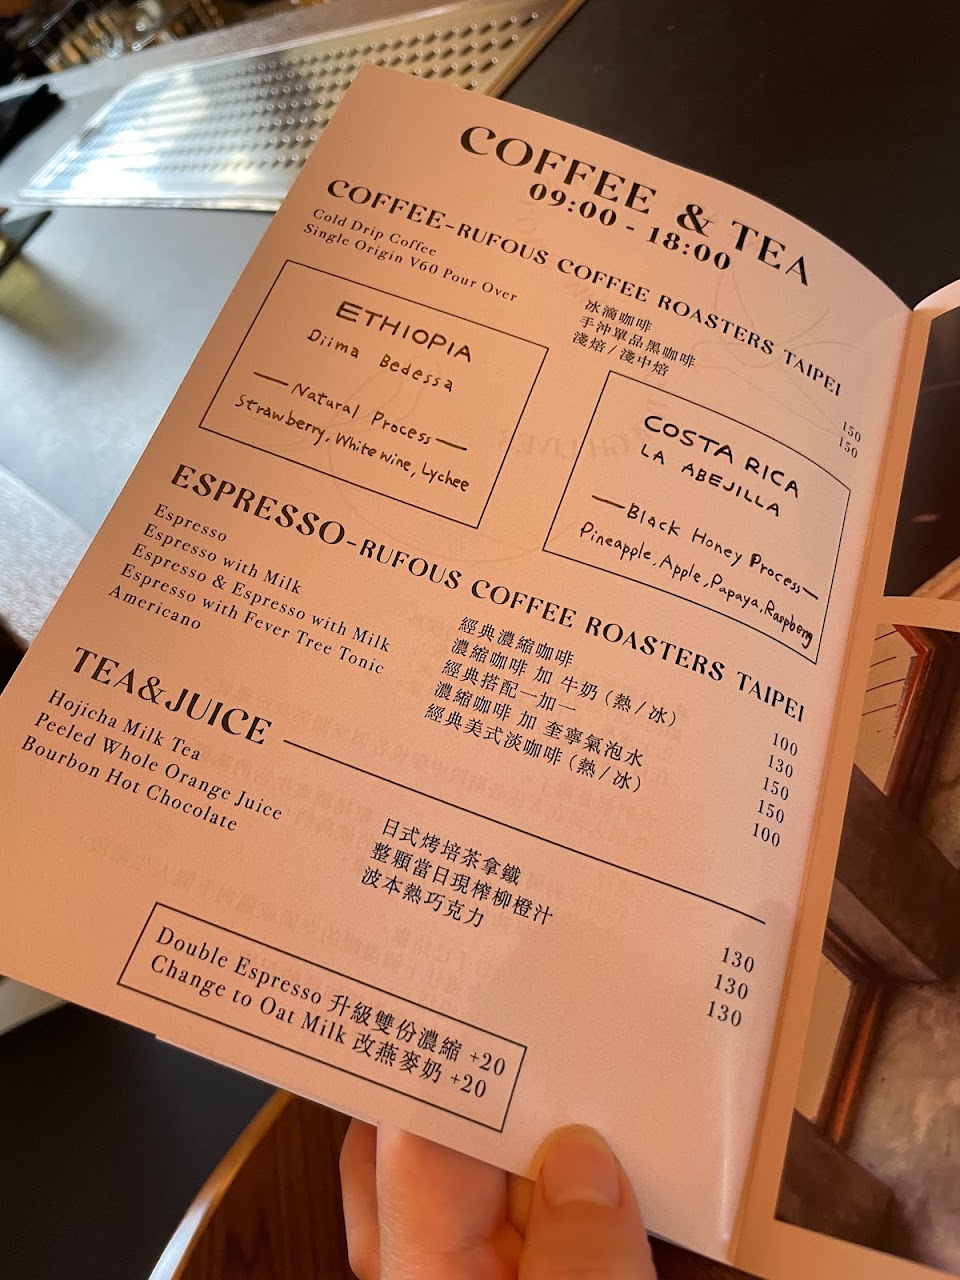 COFFEE & TEA
09:00 - 18:00
COFFEE-RUFOUS COFFEE ROASTERS TAIPEI
Cold Drip Coffee 冰滴咖啡 150
Single Origin V60 Pour Over 手沖單品黑咖啡 150
淺焙/淺中焙
ETHIOPIA
Diima Bedessa
Natural Process
Strawberry, White wine, Lychee
COSTA RICA
LA ABEJILLA
Black Honey Process
Pineapple, Apple, Papaya, Raspberry
ESPRESSO-RUFOUS COFFEE ROASTERS TAIPEI
Espresso 經典濃縮咖啡 100
Espresso with Milk 濃縮咖啡 加 牛奶 (熱/冰) 130
Espresso & Espresso with Milk 經典搭配一加一 150
Espresso with Fever Tree Tonic 濃縮咖啡 加 奎寧氣泡水 150
Americano 經典美式淡咖啡 (熱/冰) 100
TEA&JUICE
Hojicha Milk Tea 日式烤培茶拿鐵 130
Peeled Whole Orange Juice 整顆當日現榨柳橙汁 130
Bourbon Hot Chocolate 波本熱巧克力 130
Double Espresso 升級雙份濃縮 +20
Change to Oat Milk 改燕麥奶 +20